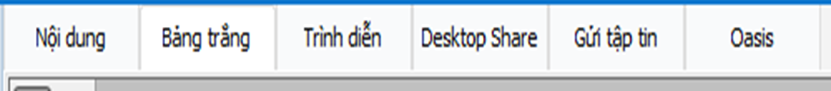 Nội dung Bảng trắng Trình diễn Desktop Share Gửi tập tin Oasis